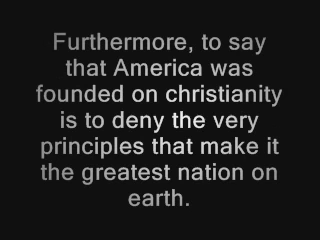 Furthermore, to say
that America was
founded on christianity
is to deny the very
principles that make it
the greatest nation on
earth.